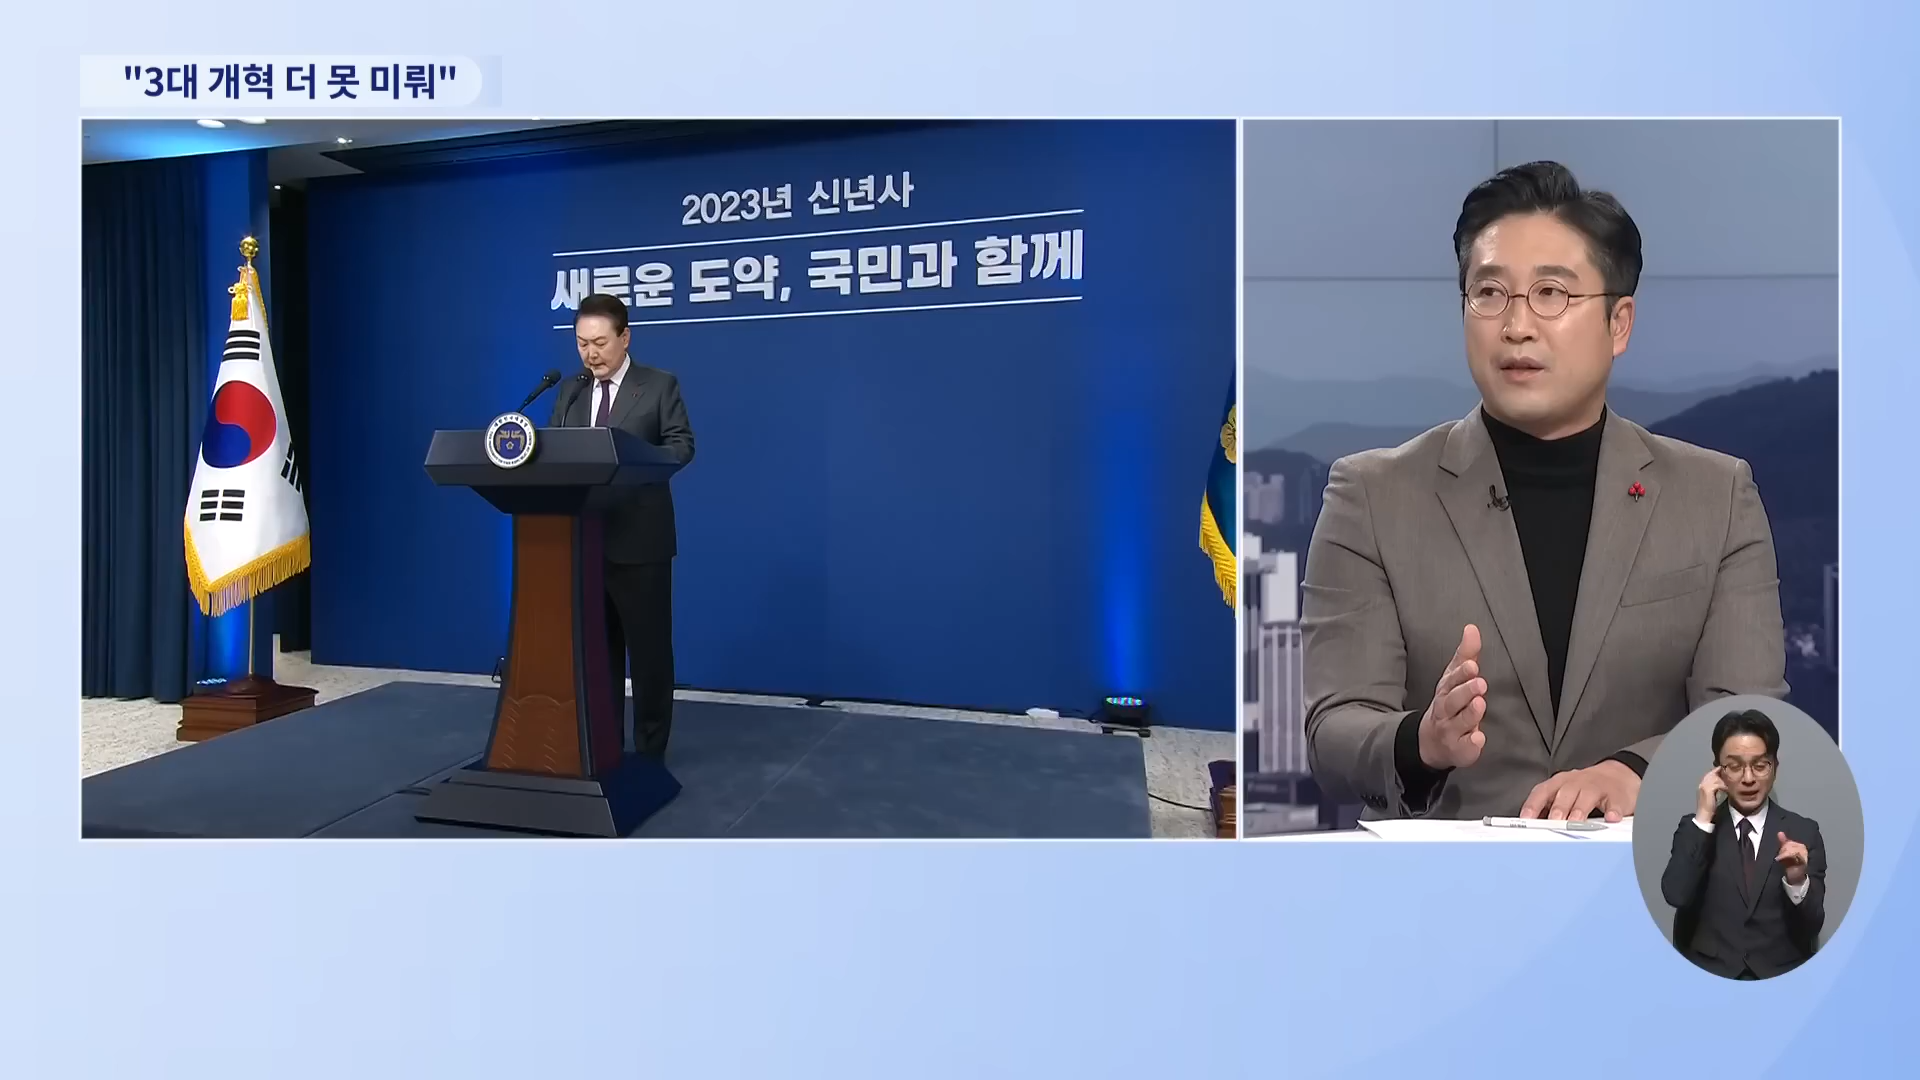 "3대 개혁 더 못 미뤄"
2023년 신년사
새로운 도약, 국민과 함께